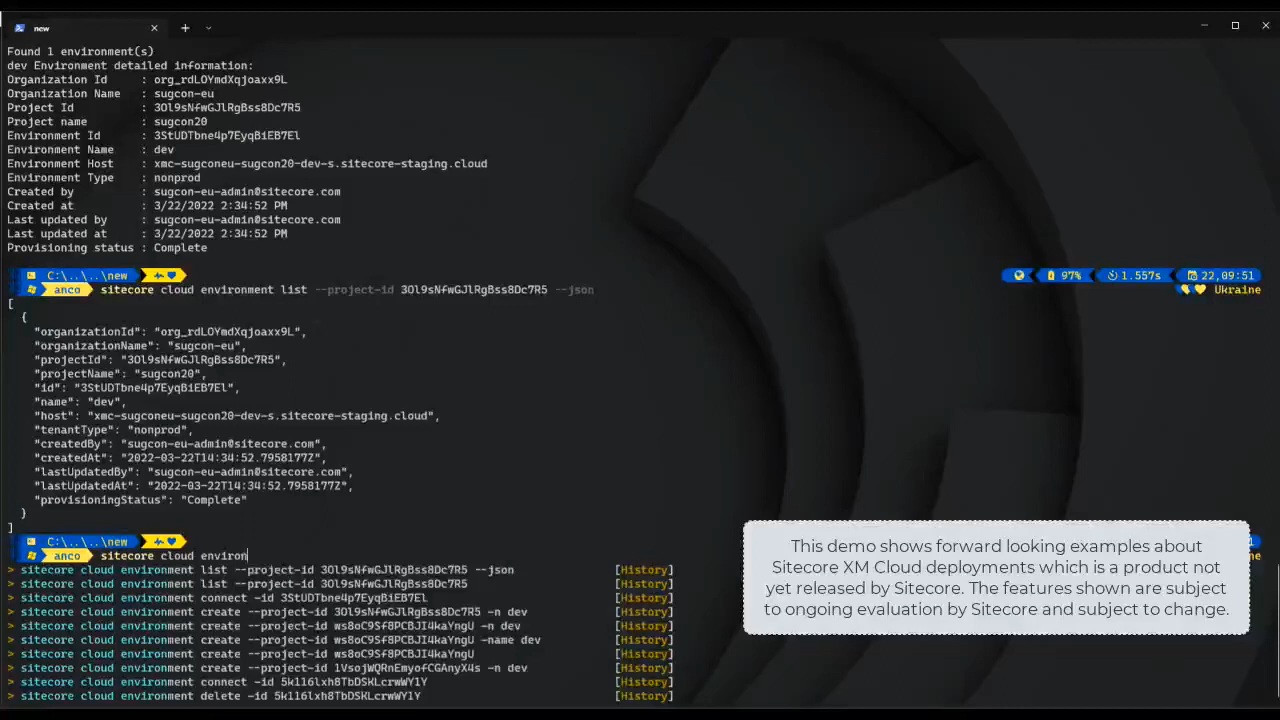 new
Found 1 environment(s)
dev Environment detailed information:
Organization Id : org_rdLOYmdXqjoaxx9L
Organization Name : sugcon-eu
Project Id : 3Ol9sNfwGJlRgBss8Dc7R5
Project name : sugcon20
Environment Id : 3StUDTbne4p7EyqBiEB7El
Environment Name : dev
Environment Host : xmc-sugconeu-sugcon20-dev-s.sitecore-staging.cloud
Environment Type : nonprod
Created by : sugcon-eu-admin@sitecore.com
Created at : 3/22/2022 2:34:52 PM
Last updated by : sugcon-eu-admin@sitecore.com
Last updated at : 3/22/2022 2:34:52 PM
Provisioning status : Complete
C:\..\..\new 97% 1.557s 22,09:51
anco sitecore cloud environment list --project-id 3Ol9sNfwGJlRgBss8Dc7R5 --json Ukraine
[
{
"organizationId": "org_rdLOYmdXqjoaxx9L",
"organizationName": "sugcon-eu",
"projectId": "3Ol9sNfwGJlRgBss8Dc7R5",
"projectName": "sugcon20",
"id": "3StUDTbne4p7EyqBiEB7El",
"name": "dev",
"host": "xmc-sugconeu-sugcon20-dev-s.sitecore-staging.cloud",
"tenantType": "nonprod",
"createdBy": "sugcon-eu-admin@sitecore.com",
"createdAt": "2022-03-22T14:34:52.7958177Z",
"lastUpdatedBy": "sugcon-eu-admin@sitecore.com",
"lastUpdatedAt": "2022-03-22T14:34:52.7958177Z",
"provisioningStatus": "Complete"
}
]
C:\..\..\new
anco sitecore cloud environ
> sitecore cloud environment list --project-id 3Ol9sNfwGJlRgBss8Dc7R5 --json [History]
> sitecore cloud environment list --project-id 3Ol9sNfwGJlRgBss8Dc7R5 [History]
> sitecore cloud environment connect -id 3StUDTbne4p7EyqBiEB7El [History]
> sitecore cloud environment create --project-id 3Ol9sNfwGJlRgBss8Dc7R5 -n dev [History]
> sitecore cloud environment create --project-id ws8oC9Sf8PCBJI4kaYngU -n dev [History]
> sitecore cloud environment create --project-id ws8oC9Sf8PCBJI4kaYngU -name dev [History]
> sitecore cloud environment create --project-id ws8oC9Sf8PCBJI4kaYngU [History]
> sitecore cloud environment create --project-id 1VsojWQRnEmyofCGAnyX4s -n dev [History]
> sitecore cloud environment connect -id 5kll6lxh8TbDSKLcrwWY1Y [History]
> sitecore cloud environment delete -id 5kll6lxh8TbDSKLcrwWY1Y [History]
This demo shows forward looking examples about
Sitecore XM Cloud deployments which is a product not
yet released by Sitecore. The features shown are subject
to ongoing evaluation by Sitecore and subject to change.